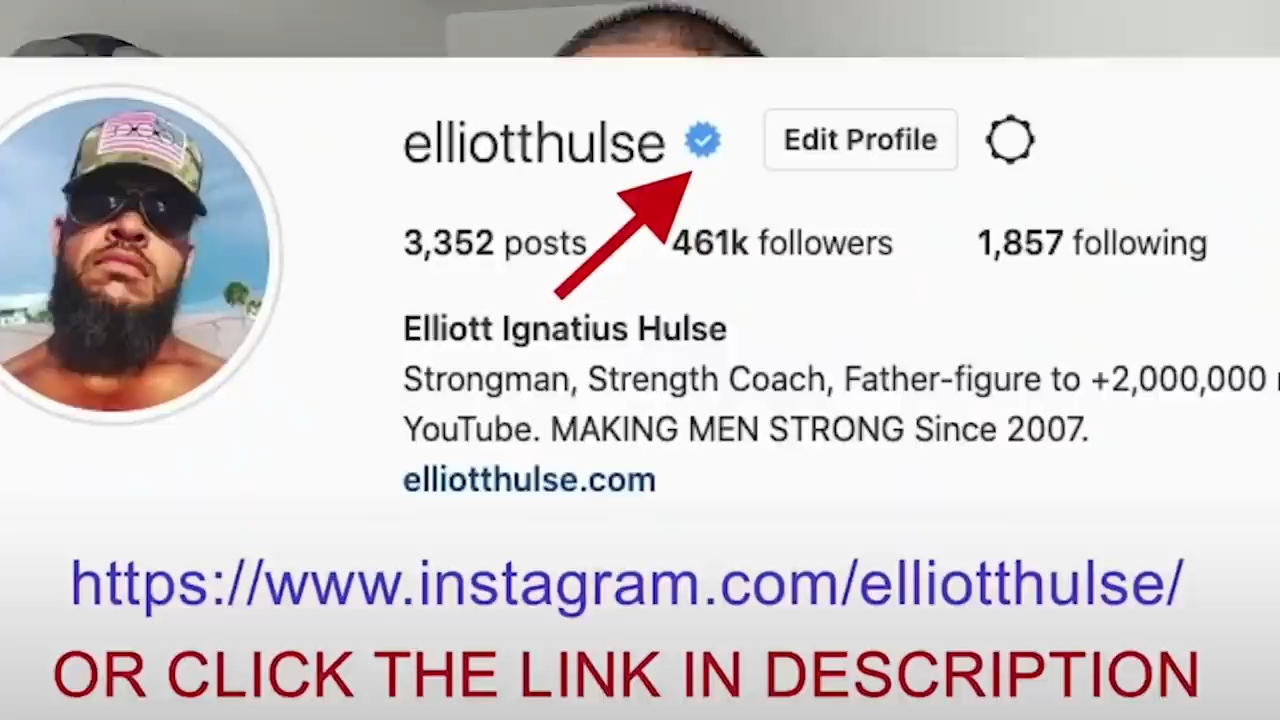 elliotthulse Edit Profile
3,352 posts 461k followers 1,857 following
Elliott Ignatius Hulse
Strongman, Strength Coach, Father-figure to +2,000,000
YouTube. MAKING MEN STRONG Since 2007.
elliotthulse.com
https://www.instagram.com/elliotthulse/
OR CLICK THE LINK IN DESCRIPTION